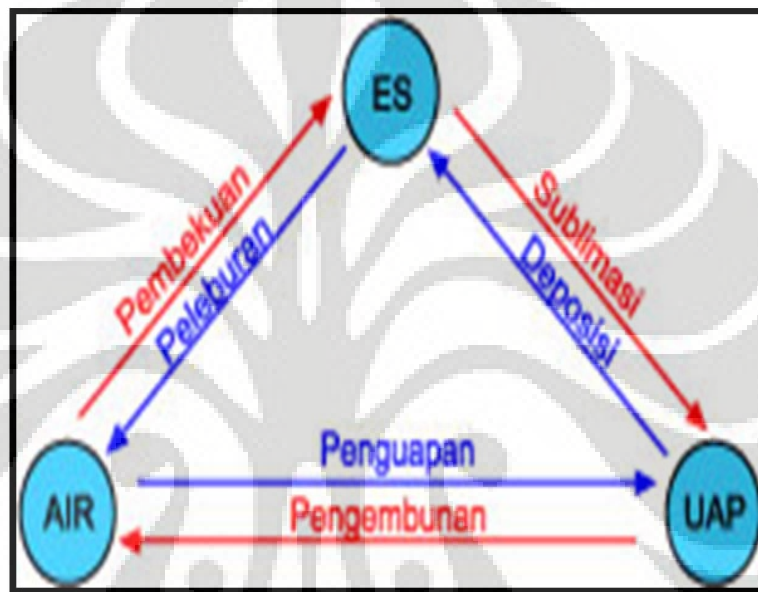 ES
Pembekuan
Peleburan
Sublimasi
Deposisi
Penguapan
AIR
Pengembunan
UAP